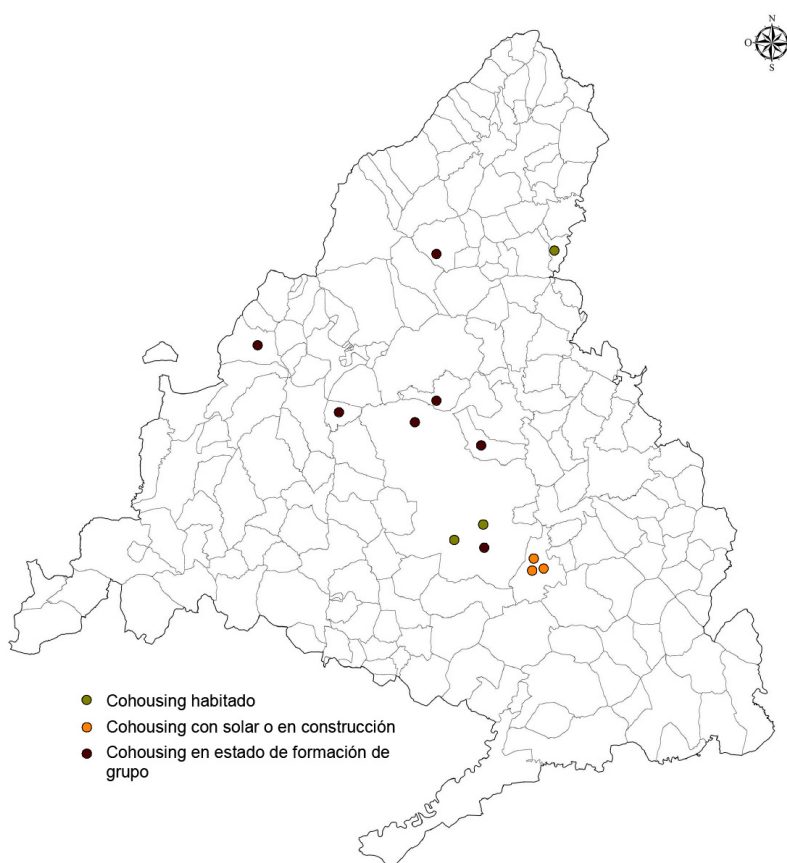 N
O
S
Cohousing habitado
Cohousing con solar o en construcción
Cohousing en estado de formación de
grupo